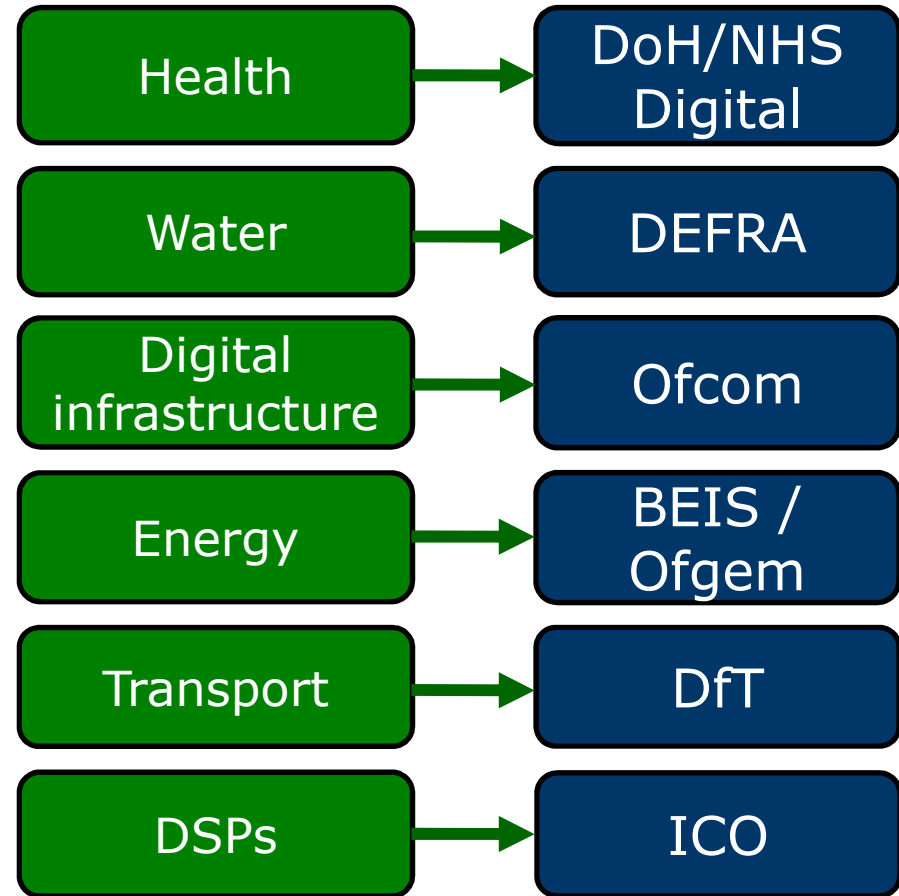 Health
DoH/NHS
Digital
Water
DEFRA
Digital
infrastructure
Ofcom
Energy
BEIS /
Ofgem
Transport
DfT
DSPs
ICO